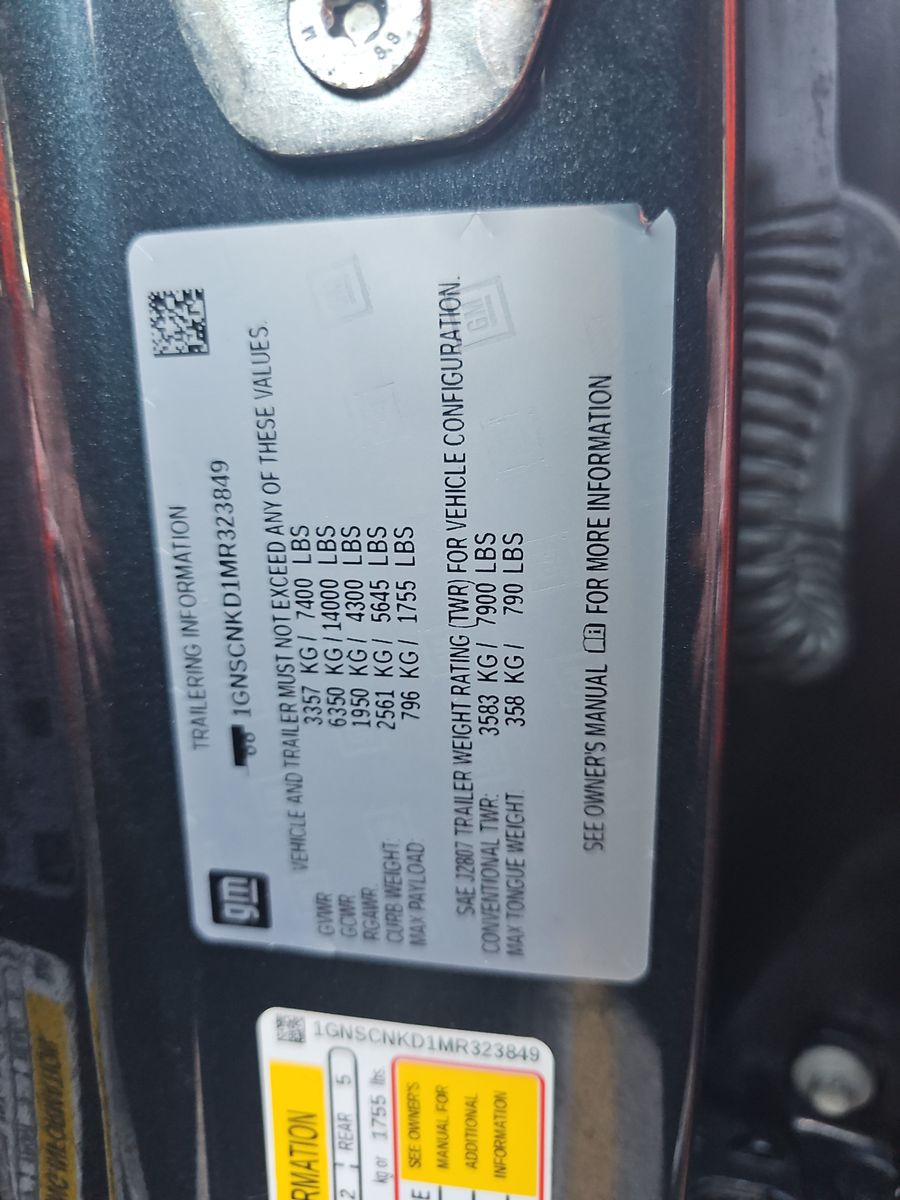 TRAILERING INFORMATION
gm
1GNSCNKD1MR323849
VEHICLE AND TRAILER MUST NOT EXCEED ANY OF THESE VALUES.
GVWR 3357 KG / 7400 LBS
GCWR 6350 KG / 14000 LBS
RGAWR 1950 KG / 4300 LBS
CURB WEIGHT: 2561 KG / 5645 LBS
MAX PAYLOAD: 796 KG / 1755 LBS
GM
SAE J2807 TRAILER WEIGHT RATING (TWR) FOR VEHICLE CONFIGURATION.
CONVENTIONAL TWR: 3583 KG / 7900 LBS
MAX TONGUE WEIGHT: 358 KG / 790 LBS
SEE OWNER'S MANUAL FOR MORE INFORMATION
1GNSCNKD1MR323849
RMATION
2 REAR 5
kg or 1755 lbs.
SEE OWNER'S
MANUAL FOR
ADDITIONAL
INFORMATION
E
M